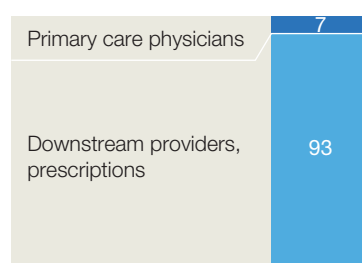 7
Primary care physicians
Downstream providers,
prescriptions
93